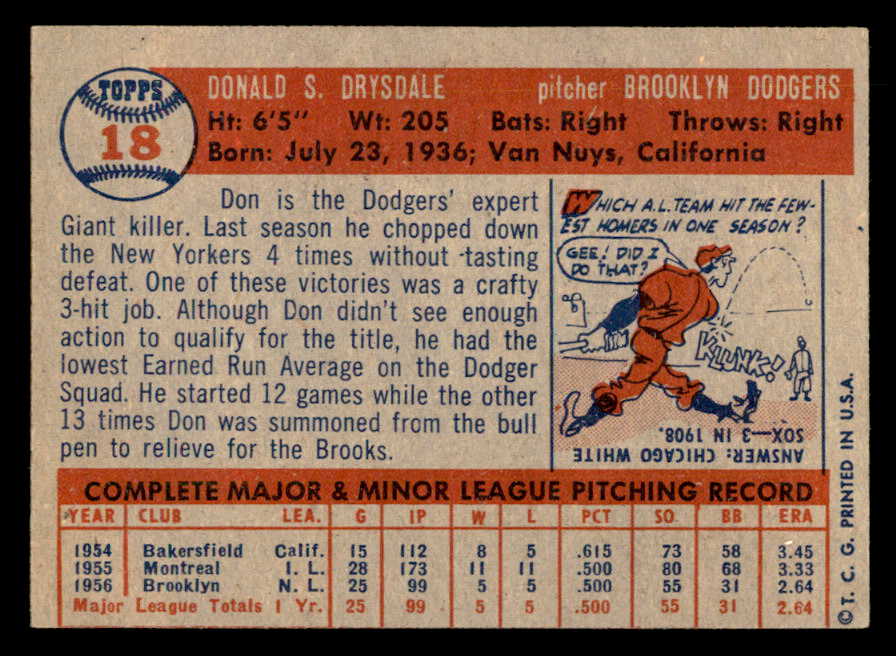 TOPPS
18
DONALD S. DRYSDALE pitcher BROOKLYN DODGERS
Ht: 6'5" Wt: 205 Bats: Right Throws: Right
Born: July 23, 1936; Van Nuys, California
Don is the Dodgers' expert
Giant killer. Last season he chopped down
the New Yorkers 4 times without tasting
defeat. One of these victories was a crafty
3-hit job. Although Don didn't see enough
action to qualify for the title, he had the
lowest Earned Run Average on the Dodger
Squad. He started 12 games while the other
13 times Don was summoned from the bull
pen to relieve for the Brooks.
WHICH A.L. TEAM HIT THE FEW-
EST HOMERS IN ONE SEASON?
GEE! DID I
DO THAT?
KLUNK!
ANSWER: CHICAGO WHITE
SOX—3 IN 1908.
COMPLETE MAJOR & MINOR LEAGUE PITCHING RECORD
YEAR CLUB LEA. G IP W L PCT SO. BB ERA
1954 Bakersfield Calif. 15 112 8 5 .615 73 58 3.45
1955 Montreal I. L. 28 173 11 11 .500 80 68 3.33
1956 Brooklyn N. L. 25 99 5 5 .500 55 31 2.64
Major League Totals 1 Yr. 25 99 5 5 .500 55 31 2.64
© T. C. G. PRINTED IN U.S.A.